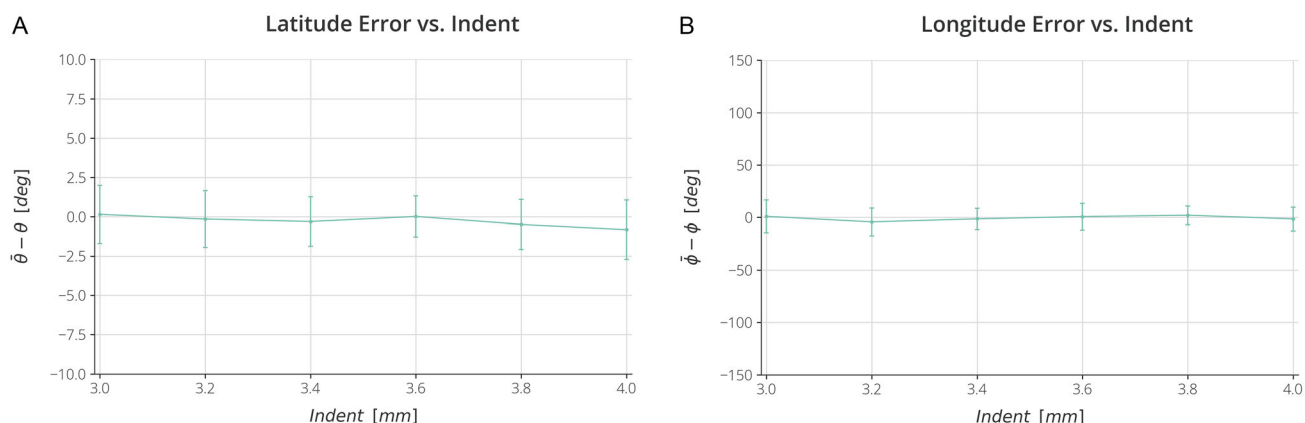 A
Latitude Error vs. Indent
10.0
7.5
5.0
2.5
0.0
−2.5
−5.0
−7.5
−10.0
θ̄ − θ [deg]
3.0 3.2 3.4 3.6 3.8 4.0
Indent [mm]
B
Longitude Error vs. Indent
150
100
50
0
−50
−100
−150
ϕ̄ − ϕ [deg]
3.0 3.2 3.4 3.6 3.8 4.0
Indent [mm]